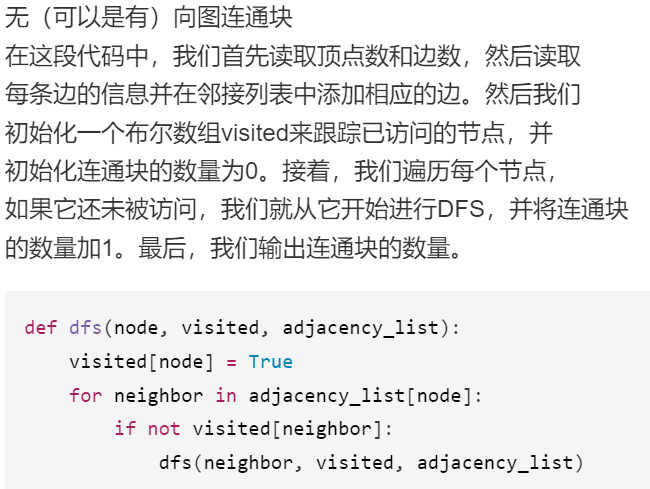 无（可以是有）向图连通块
在这段代码中，我们首先读取顶点数和边数，然后读取
每条边的信息并在邻接列表中添加相应的边。然后我们
初始化一个布尔数组visited来跟踪已访问的节点，并
初始化连通块的数量为0。接着，我们遍历每个节点，
如果它还未被访问，我们就从它开始进行DFS，并将连通块
的数量加1。最后，我们输出连通块的数量。
def dfs(node, visited, adjacency_list):
    visited[node] = True
    for neighbor in adjacency_list[node]:
        if not visited[neighbor]:
            dfs(neighbor, visited, adjacency_list)